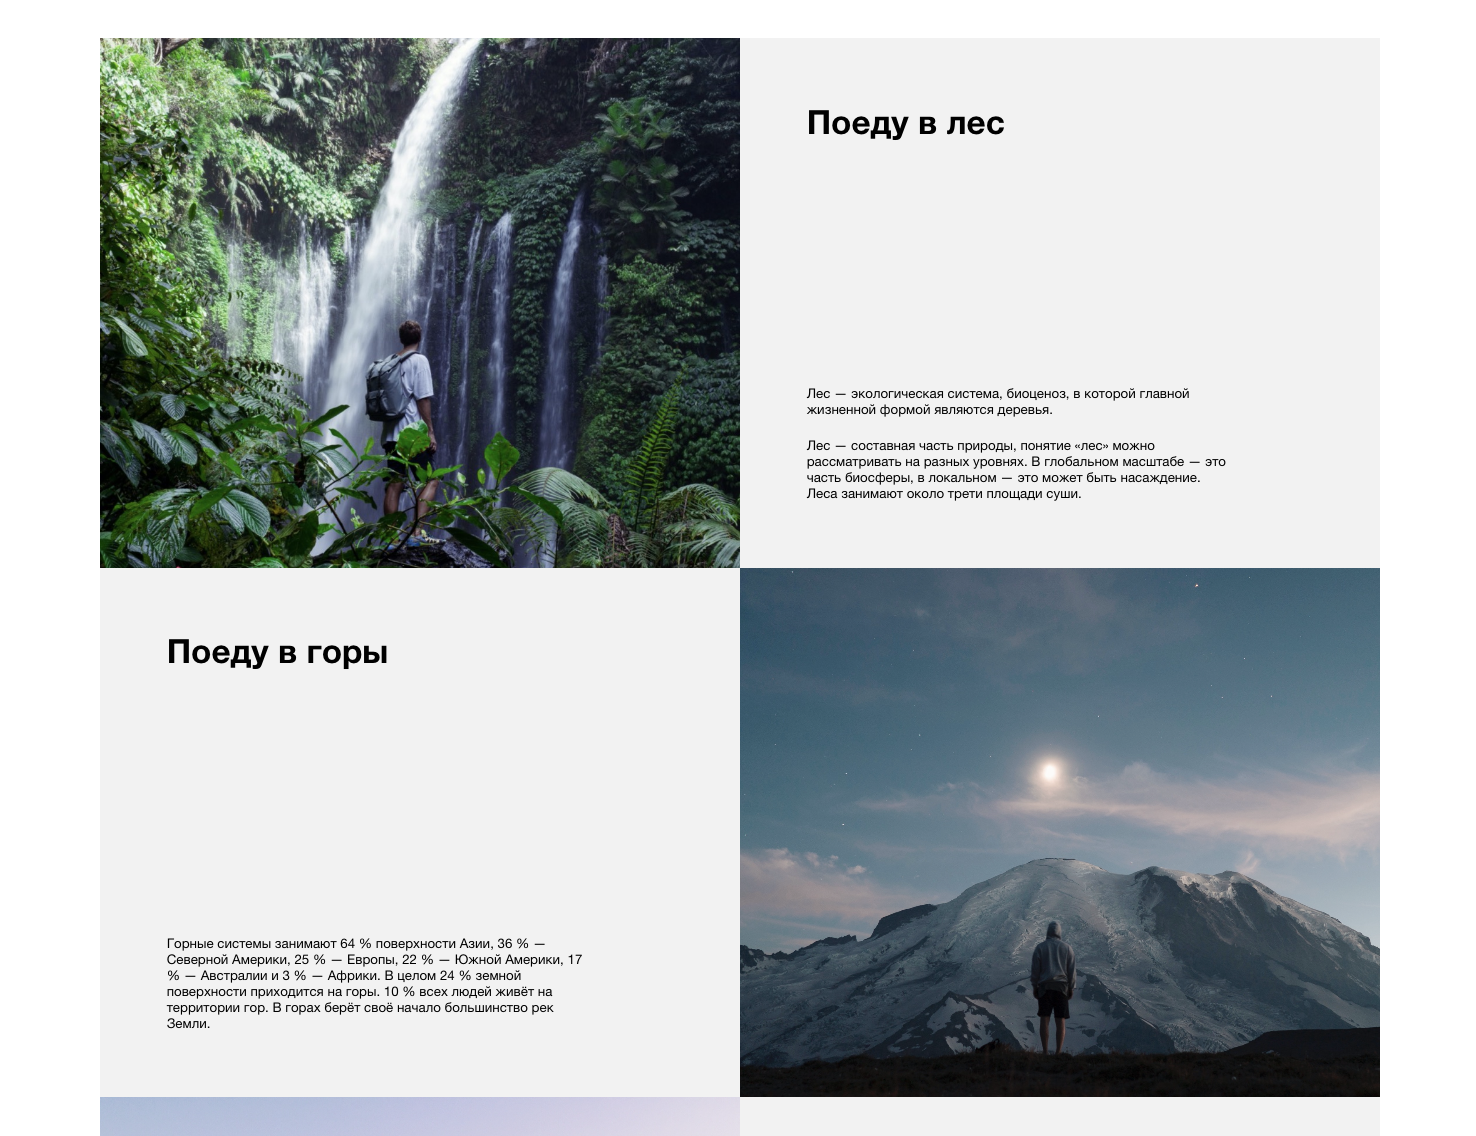 Поеду в лес
Лес — экологическая система, биоценоз, в которой главной
жизненной формой являются деревья.
Лес — составная часть природы, понятие «лес» можно
рассматривать на разных уровнях. В глобальном масштабе — это
часть биосферы, в локальном — это может быть насаждение.
Леса занимают около трети площади суши.
Поеду в горы
Горные системы занимают 64 % поверхности Азии, 36 % —
Северной Америки, 25 % — Европы, 22 % — Южной Америки, 17
% — Австралии и 3 % — Африки. В целом 24 % земной
поверхности приходится на горы. 10 % всех людей живёт на
территории гор. В горах берёт своё начало большинство рек
Земли.